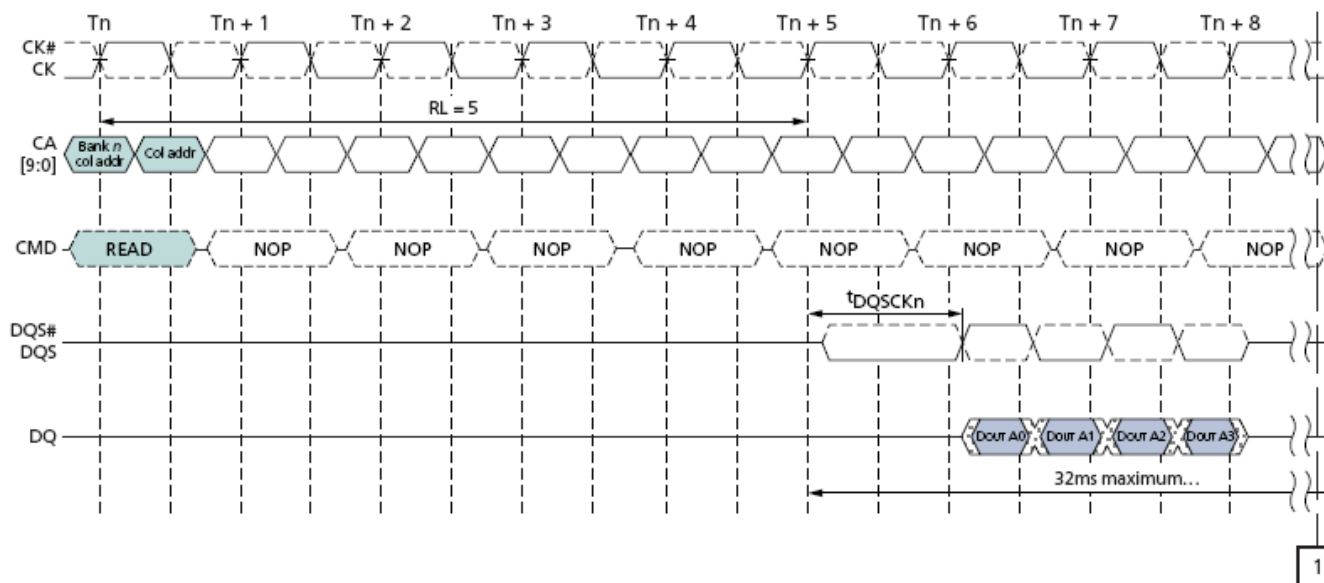 Tn Tn + 1 Tn + 2 Tn + 3 Tn + 4 Tn + 5 Tn + 6 Tn + 7 Tn + 8
CK#
CK
RL = 5
CA
[9:0]
Bank n
col addr
Col addr
CMD
READ NOP NOP NOP NOP NOP NOP NOP NOP
tDQSCKn
DQS#
DQS
DQ
DOUT A0 DOUT A1 DOUT A2 DOUT A3
32ms maximum…
1